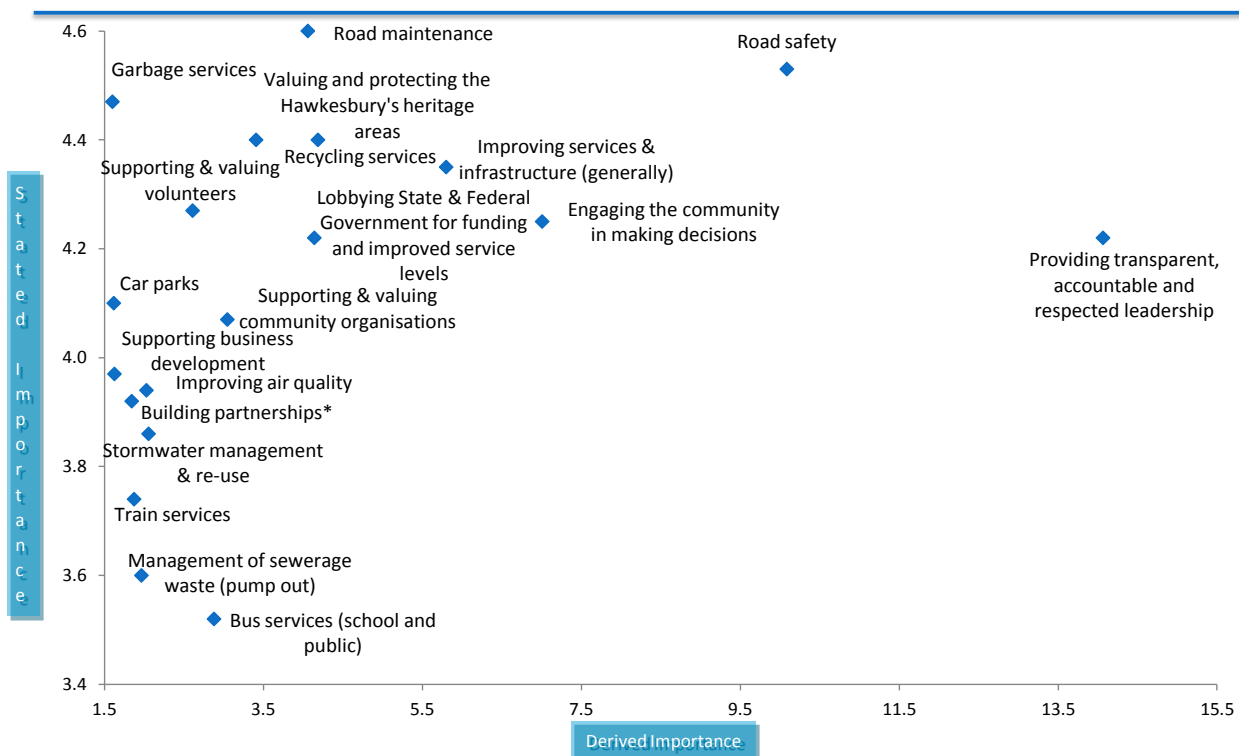 4.6
4.4
4.2
4.0
3.8
3.6
3.4
Stated Importance
Road maintenance
Road safety
Garbage services
Valuing and protecting the
Hawkesbury's heritage
areas
Recycling services
Improving services &
infrastructure (generally)
Supporting & valuing
volunteers
Lobbying State & Federal
Government for funding
and improved service
levels
Engaging the community
in making decisions
Providing transparent,
accountable and
respected leadership
Car parks
Supporting & valuing
community organisations
Supporting business
development
Improving air quality
Building partnerships*
Stormwater management
& re-use
Train services
Management of sewerage
waste (pump out)
Bus services (school and
public)
1.5 3.5 5.5 7.5 9.5 11.5 13.5 15.5
Derived Importance